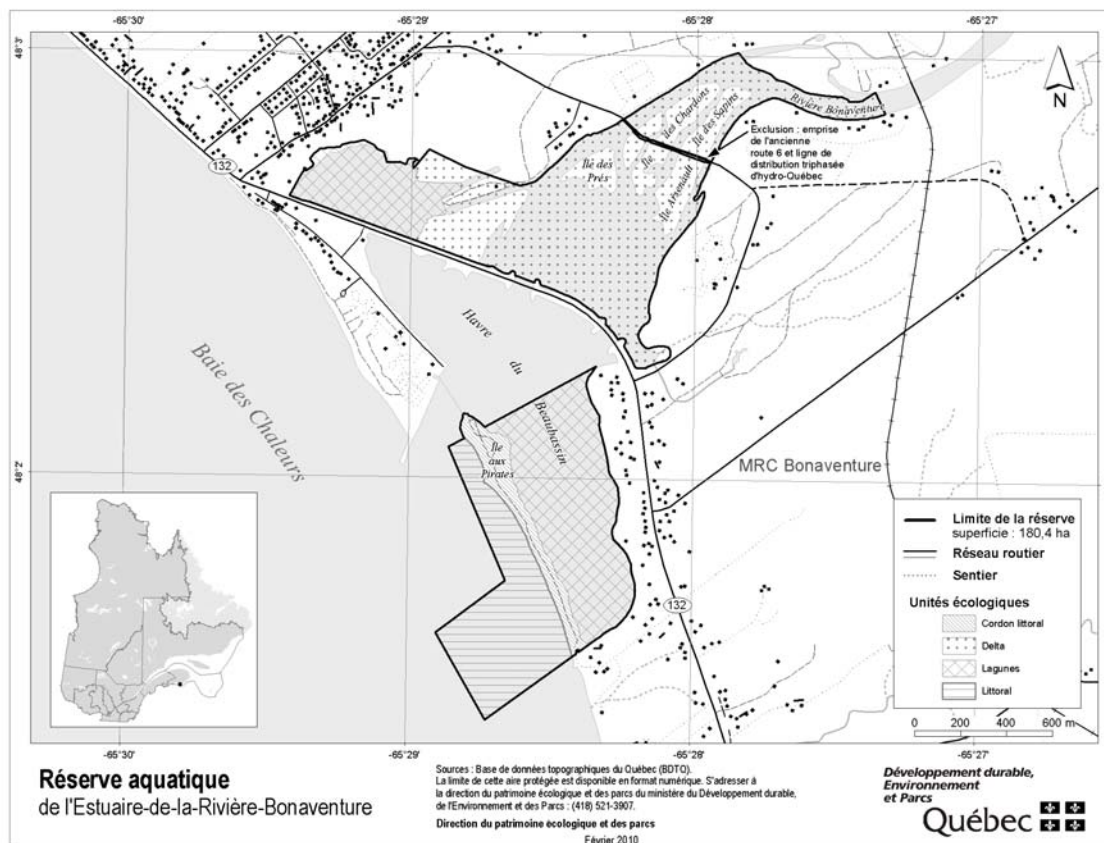 -65°30'
-65°29'
-65°28'
-65°27'
48°3'
48°2'
N
132
Rivière Bonaventure
Îles Chardons
Île des Sapins
Île
Île Arsenault
Île des
Prés
Exclusion : emprise
de l'ancienne
route 6 et ligne de
distribution triphasée
d'hydro-Québec
Havre
du
Beaubassin
Baie des Chaleurs
Île
aux
Pirates
MRC Bonaventure
132
Limite de la réserve
superficie : 180,4 ha
Réseau routier
Sentier
Unités écologiques
Cordon littoral
Delta
Lagunes
Littoral
0 200 400 600 m
-65°30'
-65°29'
-65°28'
-65°27'
Réserve aquatique
de l'Estuaire-de-la-Rivière-Bonaventure
Sources : Base de données topographiques du Québec (BDTQ).
La limite de cette aire protégée est disponible en format numérique. S'adresser à
la direction du patrimoine écologique et des parcs du ministère du Développement durable,
de l'Environnement et des Parcs : (418) 521-3907.
Direction du patrimoine écologique et des parcs
Février 2010
Développement durable,
Environnement
et Parcs
Québec